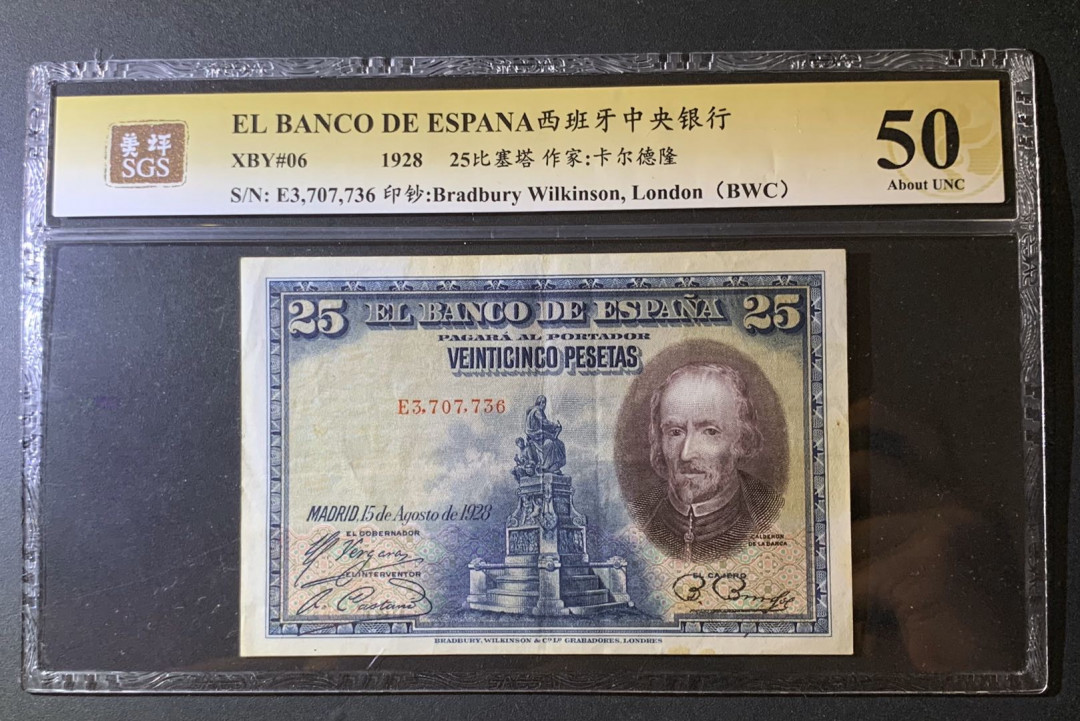 美坪
SGS
EL BANCO DE ESPANA西班牙中央银行
XBY#06 1928 25比塞塔 作家:卡尔德隆
S/N: E3,707,736 印钞:Bradbury Wilkinson, London（BWC）
50
About UNC
25 EL BANCO DE ESPAÑA 25
PAGARÁ AL PORTADOR
VEINTICINCO PESETAS
E3,707,736
MADRID, 15 de Agosto de 1928
EL GOBERNADOR
EL INTERVENTOR
EL CAJERO
CALDERON
DE LA BARCA
BRADBURY, WILKINSON & Cº Lº GRABADORES, LONDRES